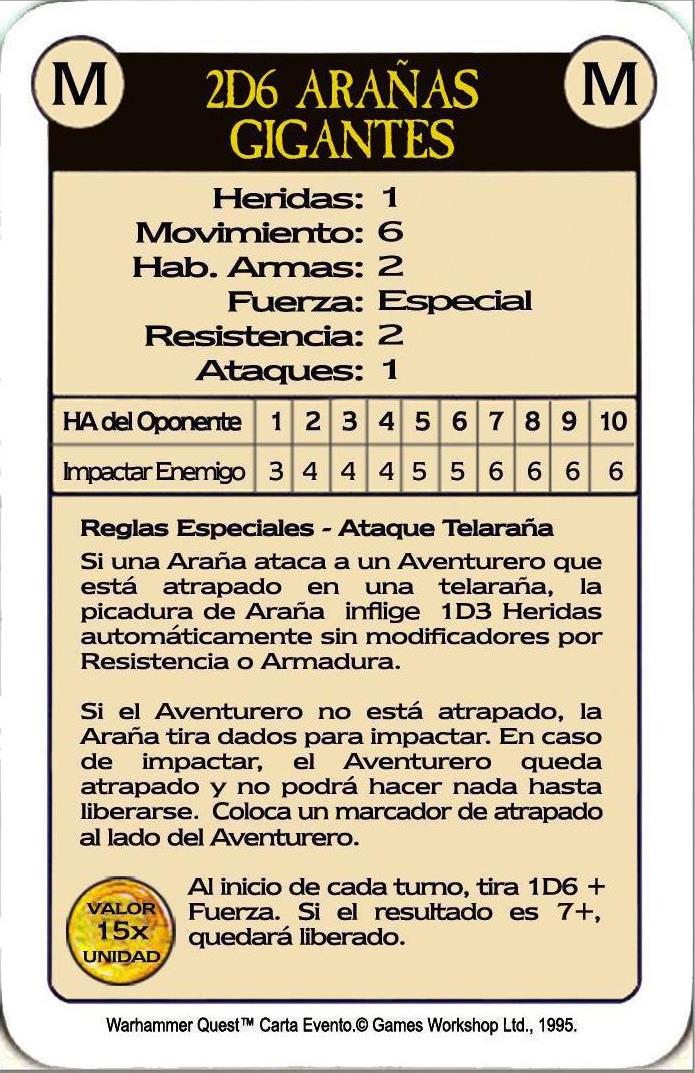 M
2D6 ARAÑAS
GIGANTES
M
Heridas: 1
Movimiento: 6
Hab. Armas: 2
Fuerza: Especial
Resistencia: 2
Ataques: 1
HA del Oponente 1 2 3 4 5 6 7 8 9 10
Impactar Enemigo 3 4 4 4 5 5 6 6 6 6
Reglas Especiales - Ataque Telaraña
Si una Araña ataca a un Aventurero que
está atrapado en una telaraña, la
picadura de Araña inflige 1D3 Heridas
automáticamente sin modificadores por
Resistencia o Armadura.
Si el Aventurero no está atrapado, la
Araña tira dados para impactar. En caso
de impactar, el Aventurero queda
atrapado y no podrá hacer nada hasta
liberarse. Coloca un marcador de atrapado
al lado del Aventurero.
Al inicio de cada turno, tira 1D6 +
Fuerza. Si el resultado es 7+,
quedará liberado.
VALOR
15x
UNIDAD
Warhammer Quest™ Carta Evento.© Games Workshop Ltd., 1995.